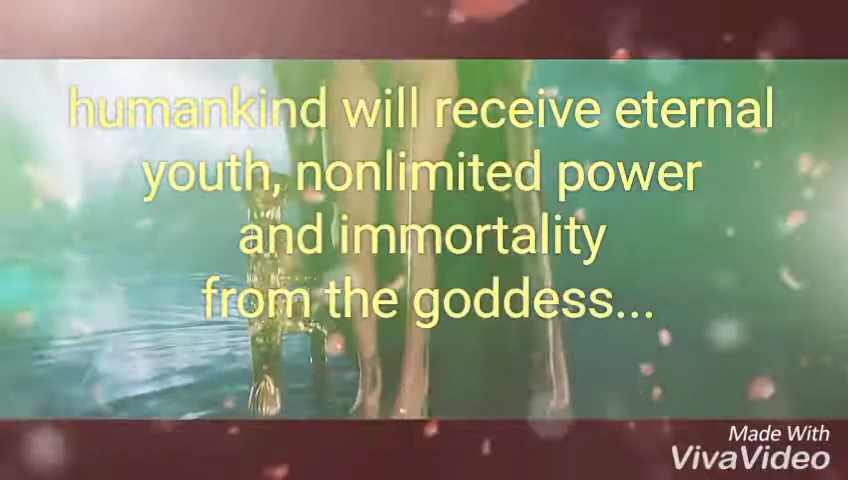 humankind will receive eternal
youth, nonlimited power
and immortality
from the goddess...
Made With
VivaVideo